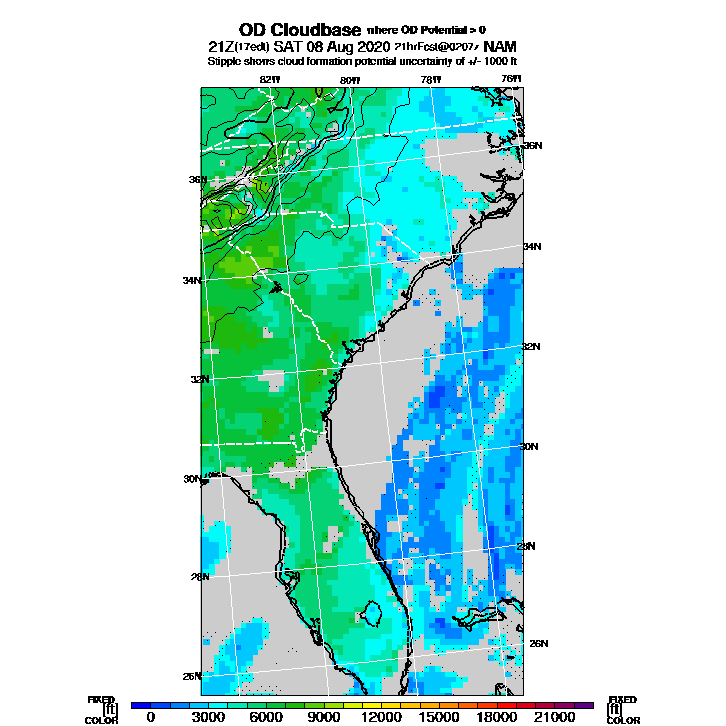 OD Cloudbase where OD Potential > 0
21Z(17edt) SAT 08 Aug 2020 21hrFcst@0207z NAM
Stipple shows cloud formation potential uncertainty of +/- 1000 ft
82W 80W 78W 76W
36N 36N
34N 34N
32N 32N
30N 30N
28N 28N
26N 26N
FIXED [ft] COLOR
0 3000 6000 9000 12000 15000 18000 21000
FIXED [ft] COLOR